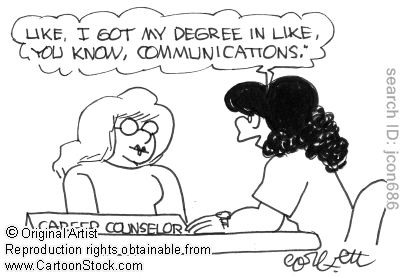 LIKE, I GOT MY DEGREE IN LIKE,
YOU KNOW, COMMUNICATIONS."
search ID: jcon686
CAREER COUNSELOR
© Original Artist
Reproduction rights obtainable from
www.CartoonStock.com